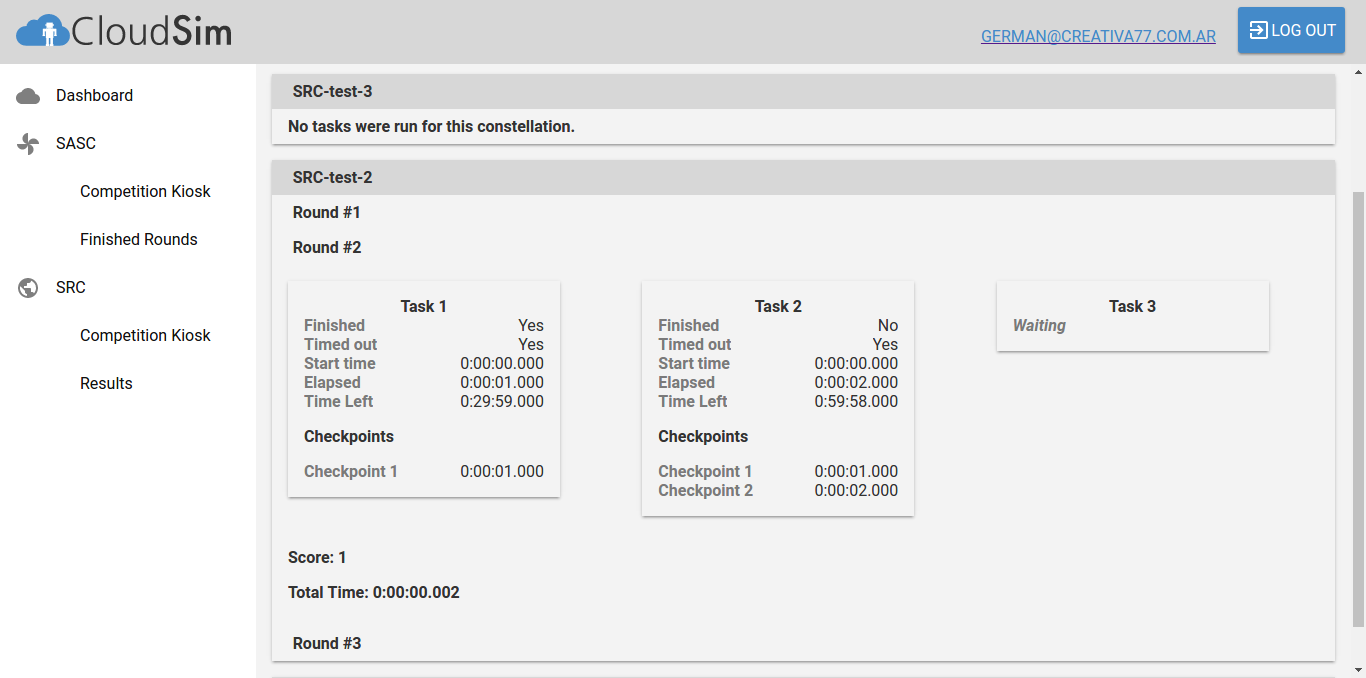 CloudSim
GERMAN@CREATIVA77.COM.AR
LOG OUT
Dashboard
SASC
Competition Kiosk
Finished Rounds
SRC
Competition Kiosk
Results
SRC-test-3
No tasks were run for this constellation.
SRC-test-2
Round #1
Round #2
Task 1
Finished Yes
Timed out Yes
Start time 0:00:00.000
Elapsed 0:00:01.000
Time Left 0:29:59.000
Checkpoints
Checkpoint 1 0:00:01.000
Task 2
Finished No
Timed out Yes
Start time 0:00:00.000
Elapsed 0:00:02.000
Time Left 0:59:58.000
Checkpoints
Checkpoint 1 0:00:01.000
Checkpoint 2 0:00:02.000
Task 3
Waiting
Score: 1
Total Time: 0:00:00.002
Round #3